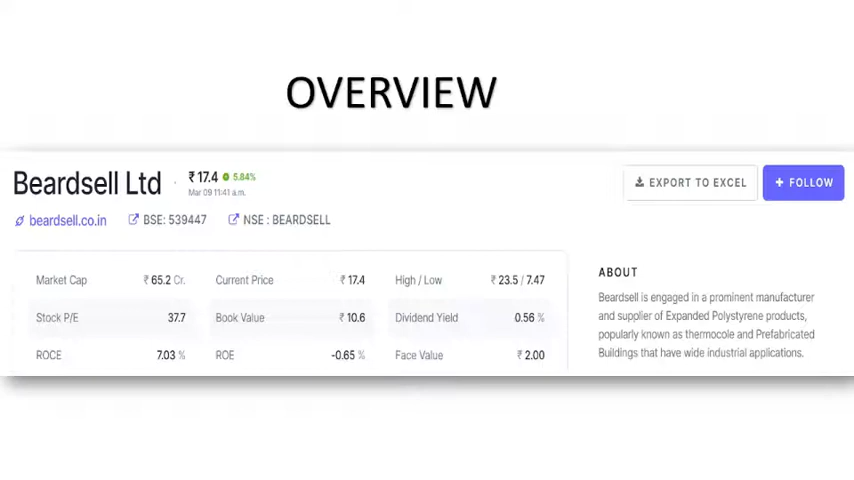 OVERVIEW
Beardsell Ltd
₹ 17.4 5.84%
Mar 09 11:41 a.m.
EXPORT TO EXCEL
+ FOLLOW
beardsell.co.in BSE: 539447 NSE : BEARDSELL
Market Cap ₹ 65.2 Cr. Current Price ₹ 17.4 High / Low ₹ 23.5 / 7.47
Stock P/E 37.7 Book Value ₹ 10.6 Dividend Yield 0.56 %
ROCE 7.03 % ROE -0.65 % Face Value ₹ 2.00
ABOUT
Beardsell is engaged in a prominent manufacturer
and supplier of Expanded Polystyrene products,
popularly known as thermocole and Prefabricated
Buildings that have wide industrial applications.